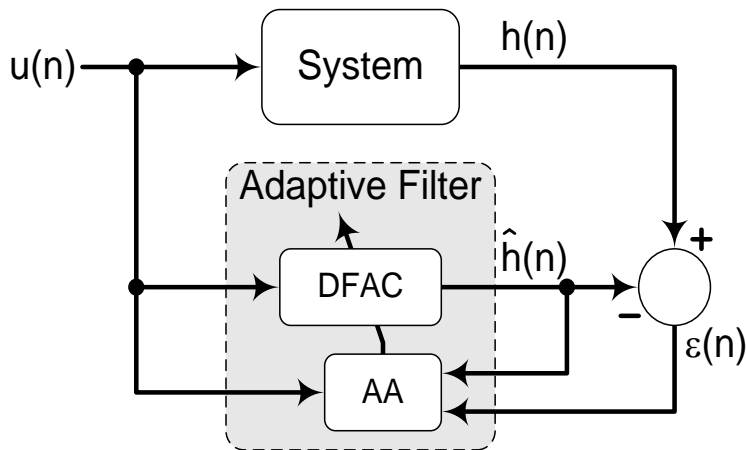 h(n)
u(n)
System
Adaptive Filter
+
ĥ(n)
DFAC
−
ε(n)
AA